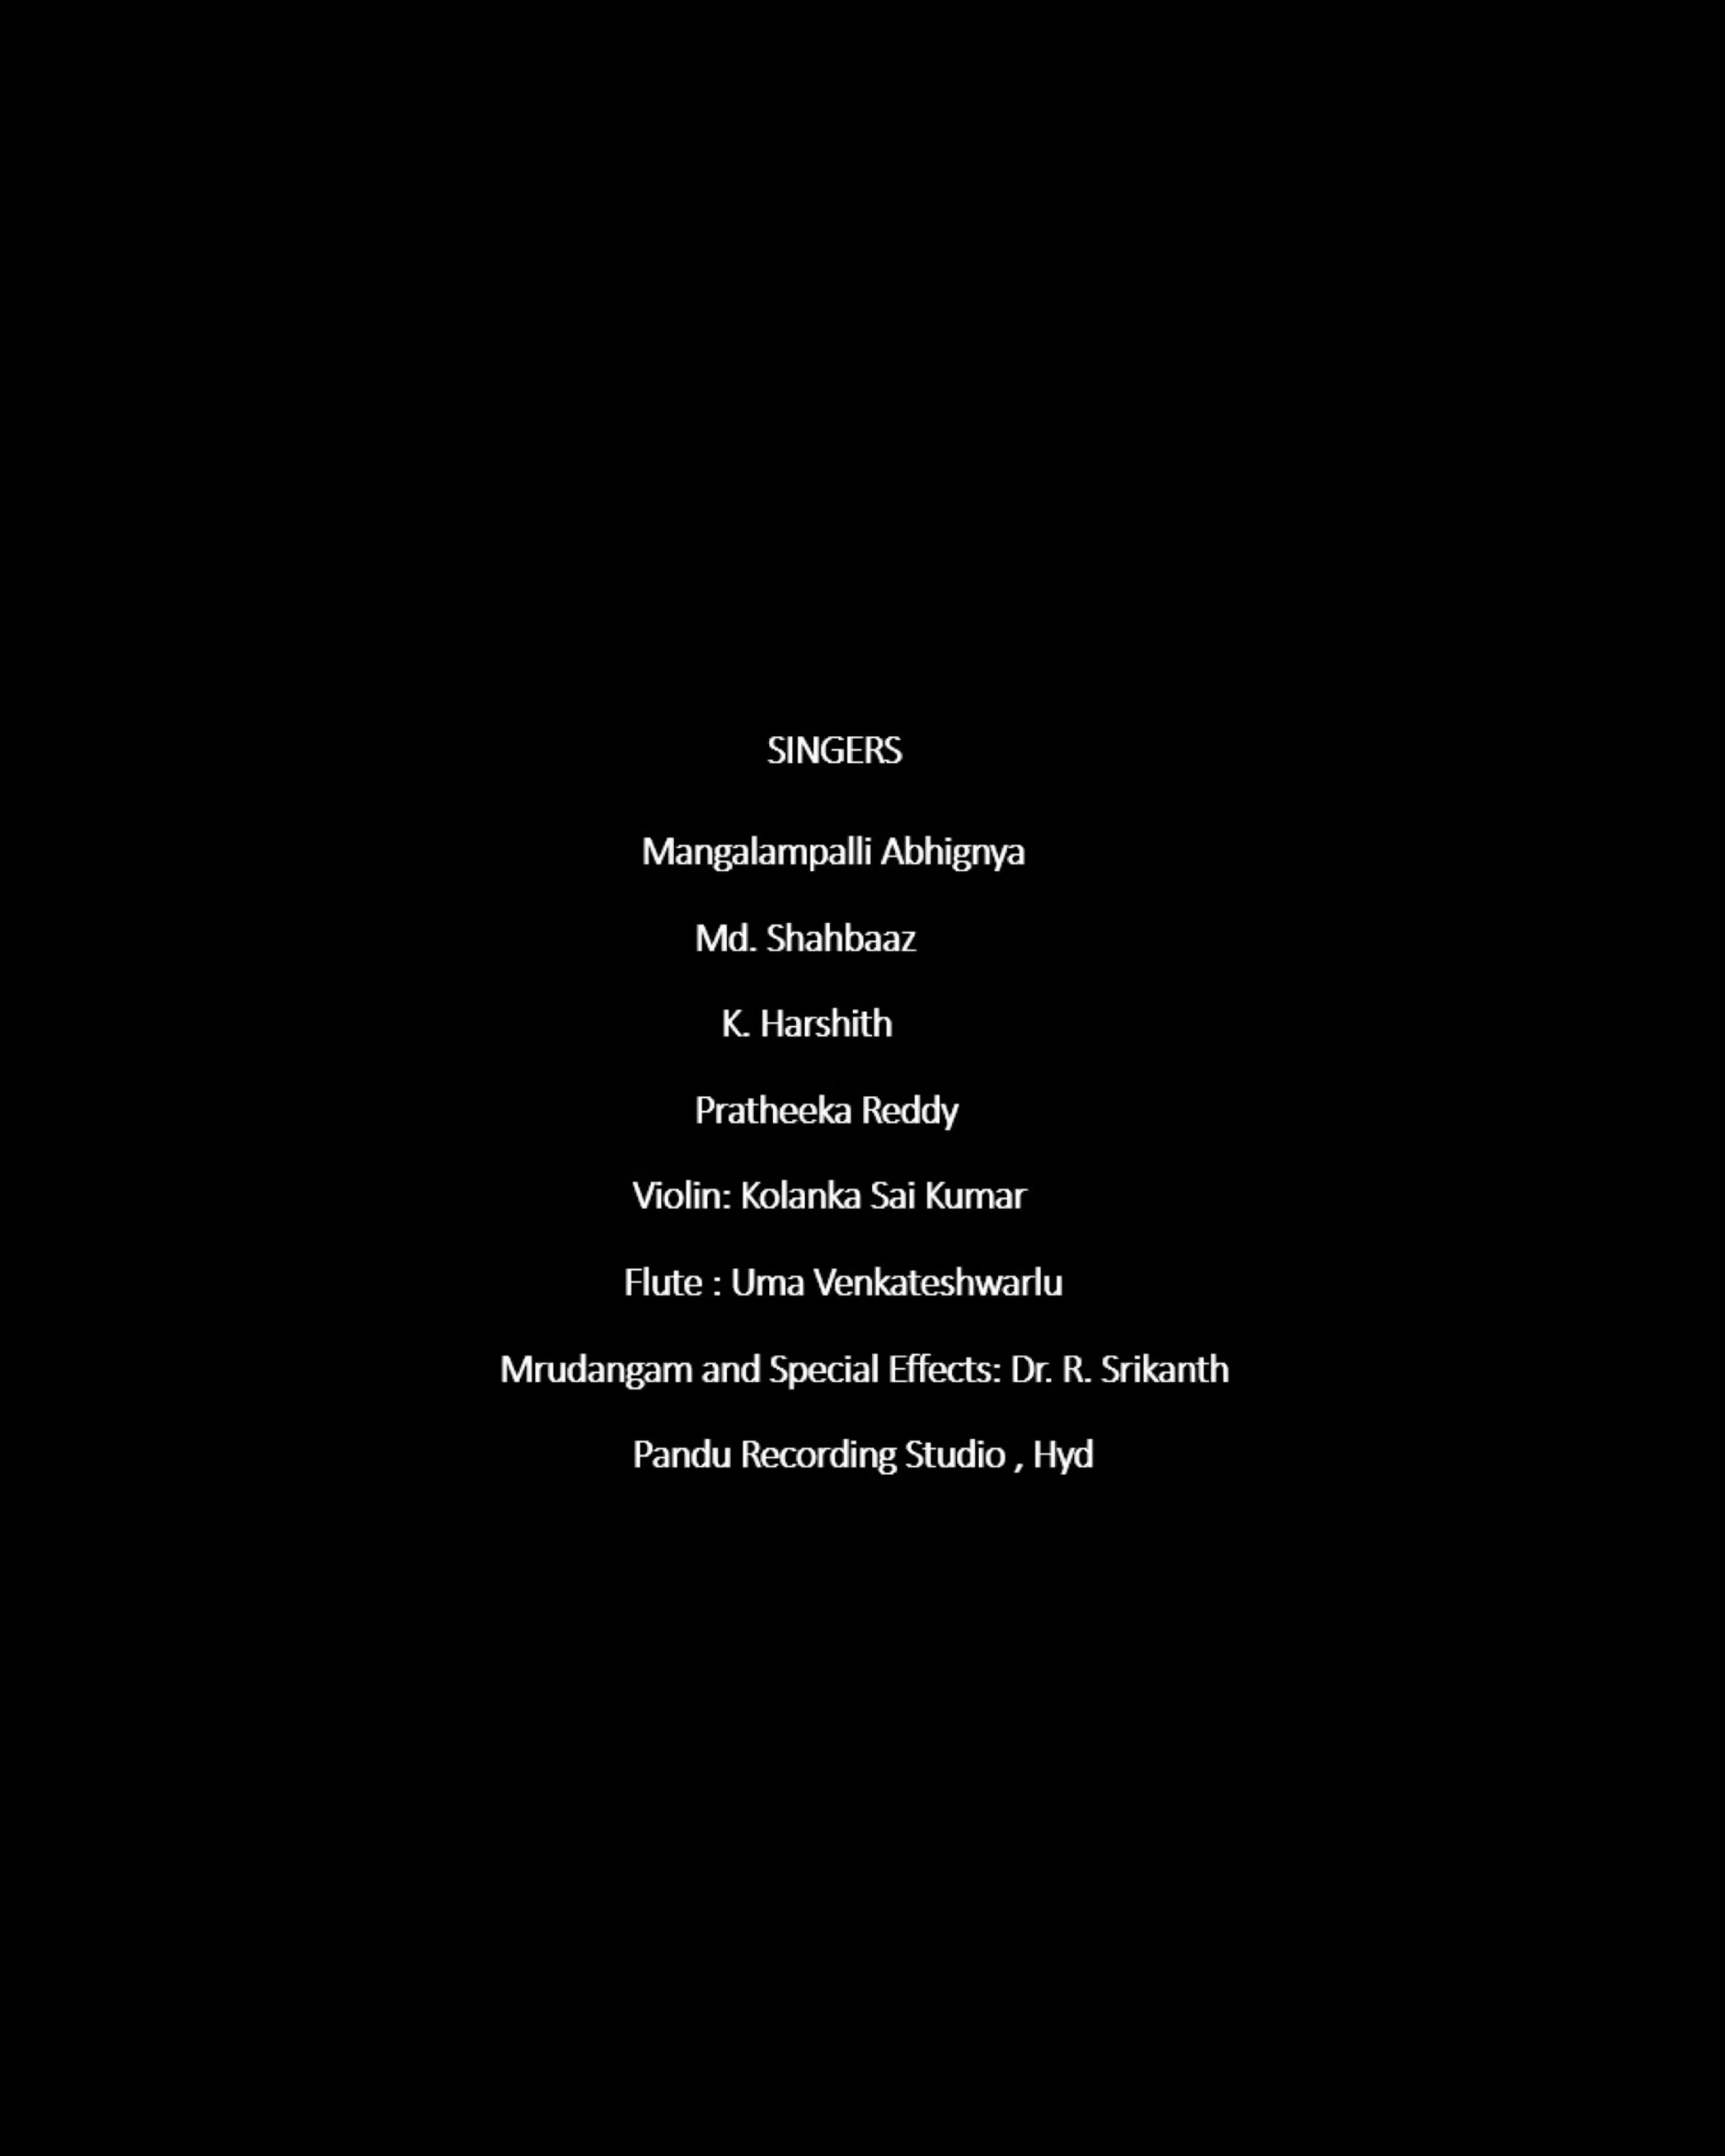 SINGERS
Mangalampalli Abhignya
Md. Shahbaaz
K. Harshith
Pratheeka Reddy
Violin: Kolanka Sai Kumar
Flute : Uma Venkateshwarlu
Mrudangam and Special Effects: Dr. R. Srikanth
Pandu Recording Studio , Hyd